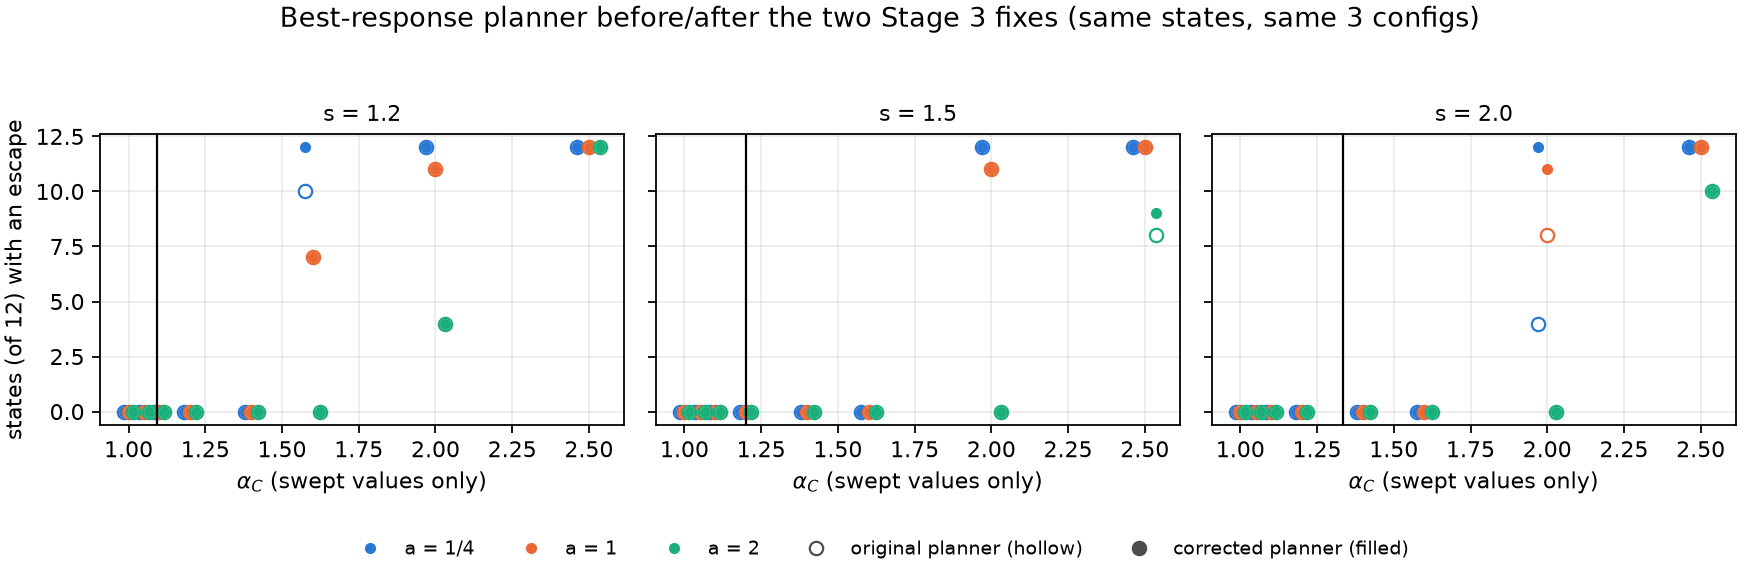 Best-response planner before/after the two Stage 3 fixes (same states, same 3 configs)
s = 1.2
s = 1.5
s = 2.0
states (of 12) with an escape
12.5
10.0
7.5
5.0
2.5
0.0
1.00 1.25 1.50 1.75 2.00 2.25 2.50
1.00 1.25 1.50 1.75 2.00 2.25 2.50
1.00 1.25 1.50 1.75 2.00 2.25 2.50
α_C (swept values only)
α_C (swept values only)
α_C (swept values only)
a = 1/4
a = 1
a = 2
original planner (hollow)
corrected planner (filled)